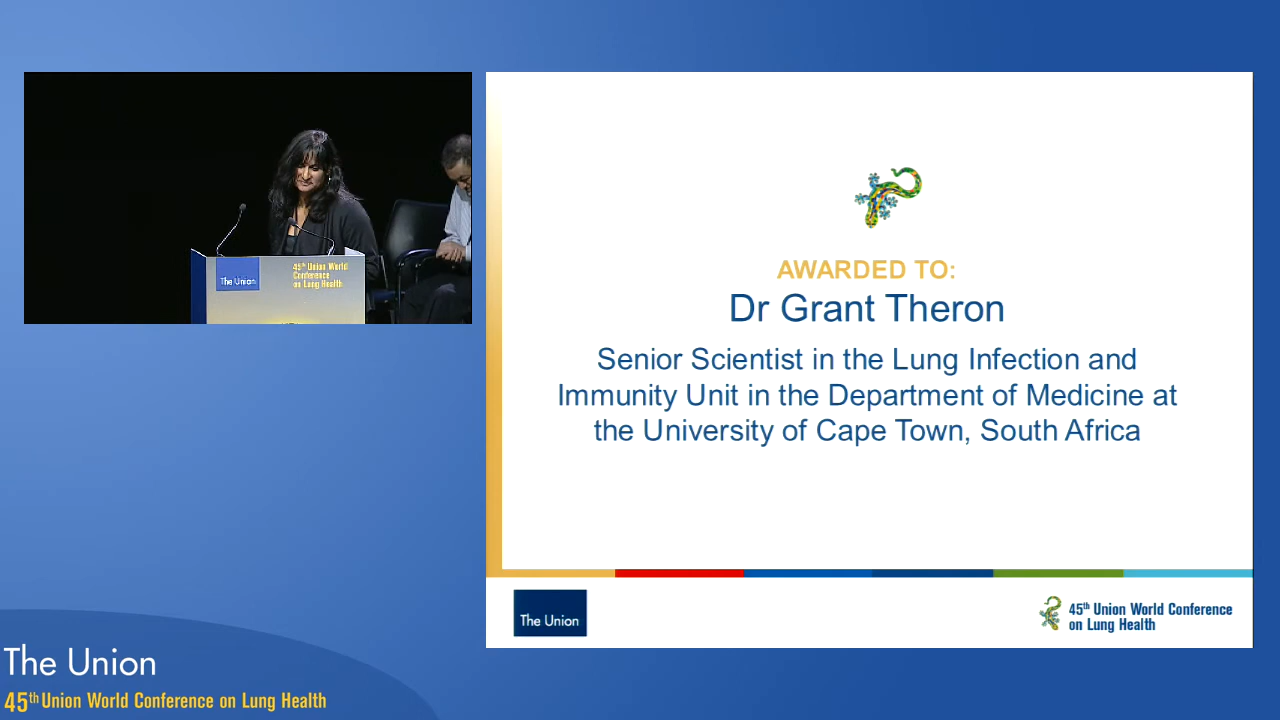 The Union
45th Union World
Conference
on Lung Health
AWARDED TO:
Dr Grant Theron
Senior Scientist in the Lung Infection and
Immunity Unit in the Department of Medicine at
the University of Cape Town, South Africa
The Union
45th Union World Conference
on Lung Health
The Union
45th Union World Conference on Lung Health